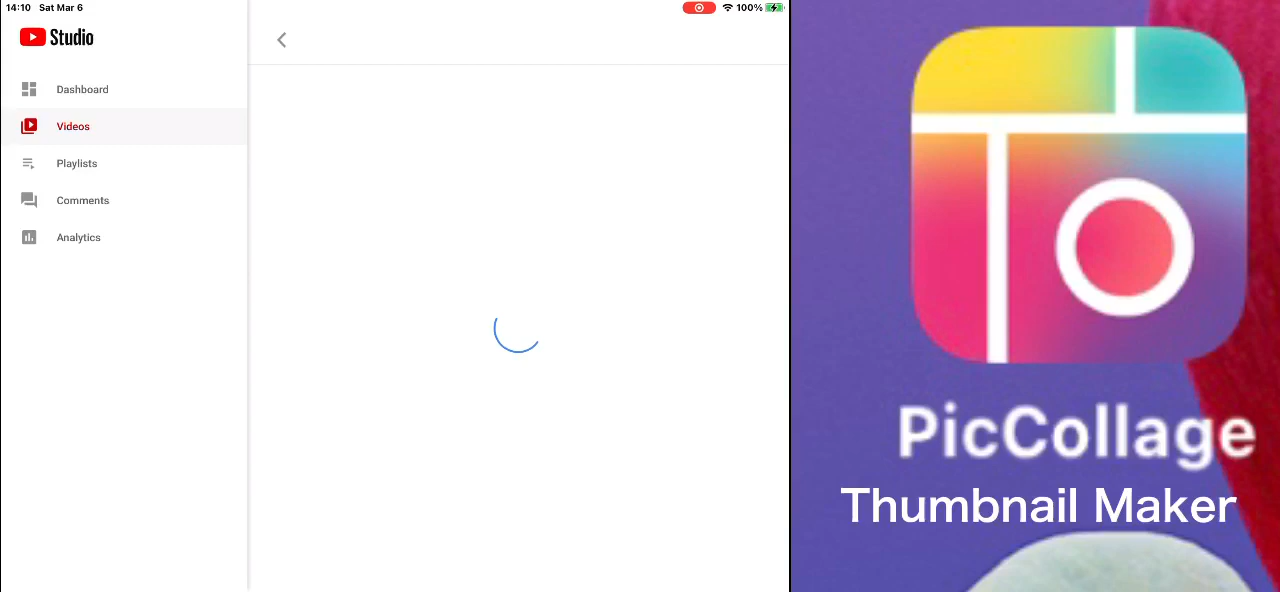 14:10 Sat Mar 6
100%
Studio
Dashboard
Videos
Playlists
Comments
Analytics
PicCollage
Thumbnail Maker